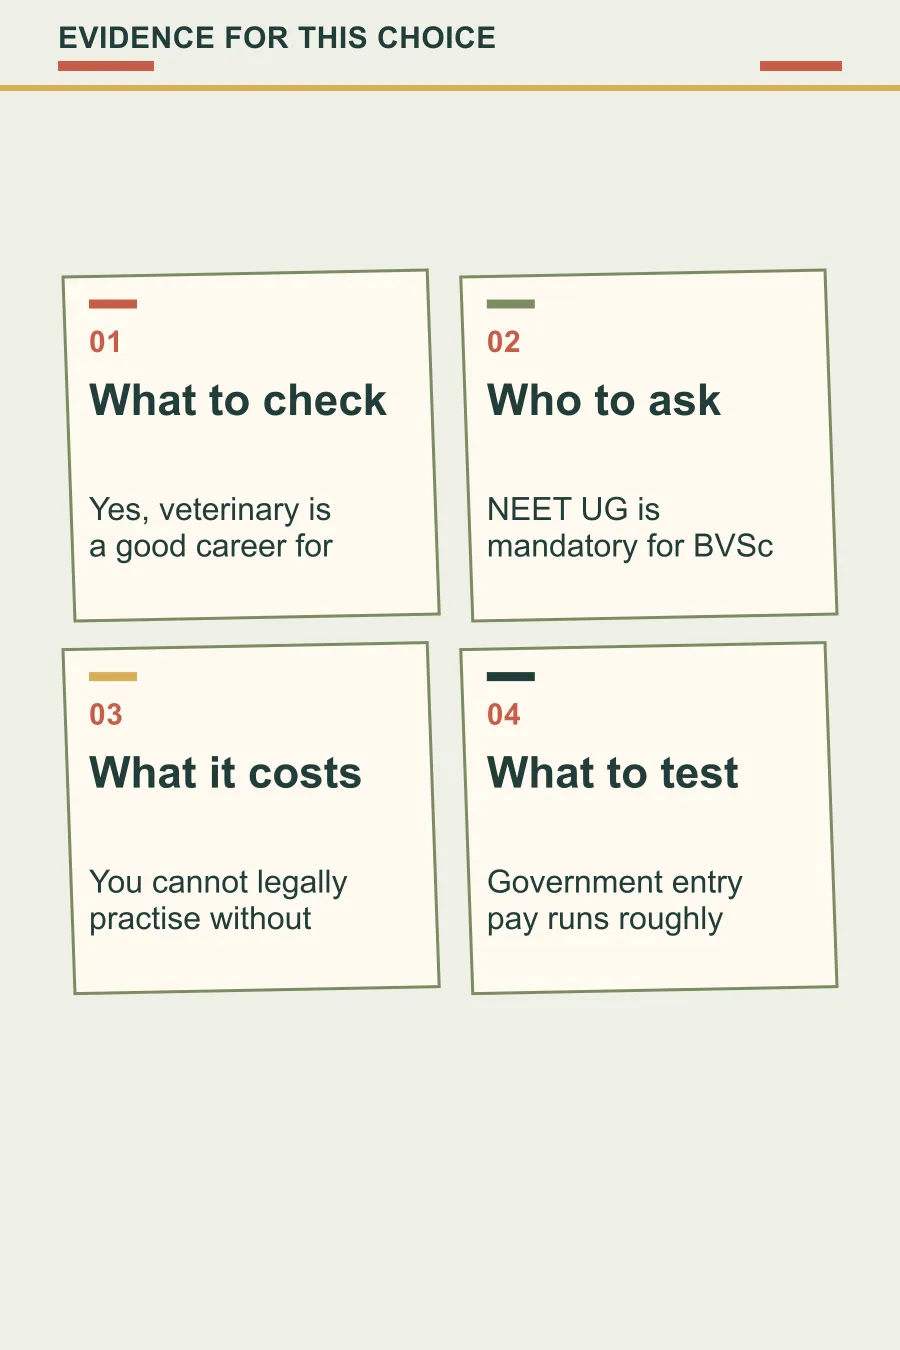 EVIDENCE FOR THIS CHOICE
01
What to check
Yes, veterinary is
a good career for
02
Who to ask
NEET UG is
mandatory for BVSc
03
What it costs
You cannot legally
practise without
04
What to test
Government entry
pay runs roughly